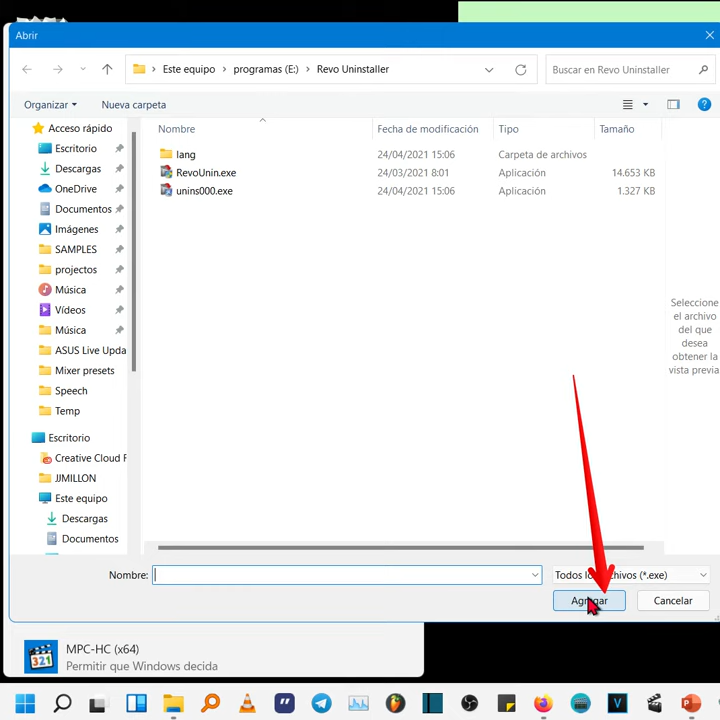 Abrir
Este equipo > programas (E:) > Revo Uninstaller
Buscar en Revo Uninstaller
Organizar
Nueva carpeta
Nombre
Fecha de modificación
Tipo
Tamaño
lang
24/04/2021 15:06
Carpeta de archivos
RevoUnin.exe
24/03/2021 8:01
Aplicación
14.653 KB
unins000.exe
24/04/2021 15:06
Aplicación
1.327 KB
Acceso rápido
Escritorio
Descargas
OneDrive
Documentos
Imágenes
SAMPLES
projectos
Música
Vídeos
Música
ASUS Live Upda
Mixer presets
Speech
Temp
Escritorio
Creative Cloud F
JJMILLON
Este equipo
Descargas
Documentos
Seleccione
el archivo
del que
desea
obtener la
vista previa
Nombre:
Todos los archivos (*.exe)
Agregar
Cancelar
MPC-HC (x64)
Permitir que Windows decida
321